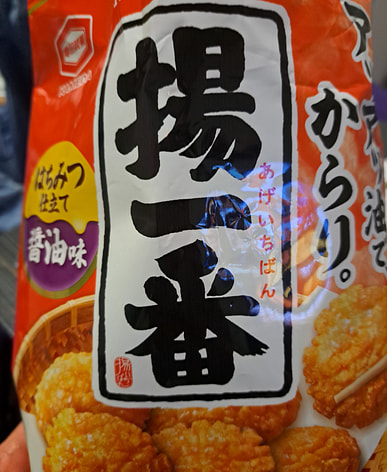 揚一番
あげいちばん
からり。
はちみつ
仕立て
醤油味